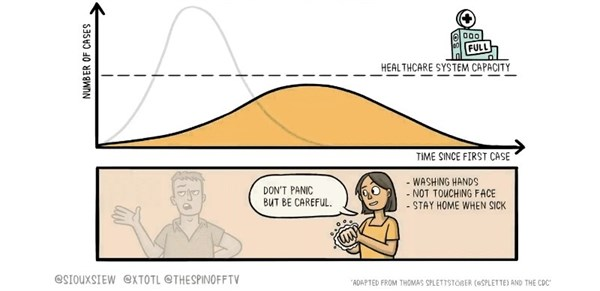 NUMBER OF CASES
FULL
HEALTHCARE SYSTEM CAPACITY
TIME SINCE FIRST CASE
DON'T PANIC
BUT BE CAREFUL.
- WASHING HANDS
- NOT TOUCHING FACE
- STAY HOME WHEN SICK
@SIOUXSIEW @XTOTL @THESPINOFFTV
"ADAPTED FROM THOMAS SPLETTSTÖßER (@SPLETTE) AND THE CDC"